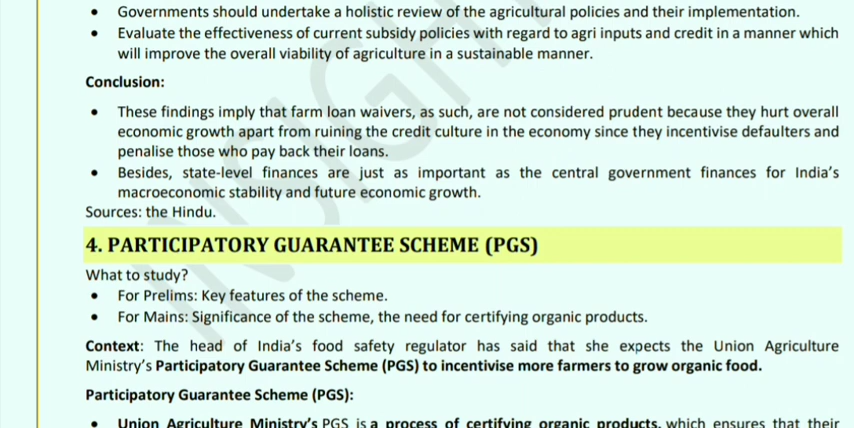 • Governments should undertake a holistic review of the agricultural policies and their implementation.
• Evaluate the effectiveness of current subsidy policies with regard to agri inputs and credit in a manner which
will improve the overall viability of agriculture in a sustainable manner.
Conclusion:
• These findings imply that farm loan waivers, as such, are not considered prudent because they hurt overall
economic growth apart from ruining the credit culture in the economy since they incentivise defaulters and
penalise those who pay back their loans.
• Besides, state-level finances are just as important as the central government finances for India's
macroeconomic stability and future economic growth.
Sources: the Hindu.
4. PARTICIPATORY GUARANTEE SCHEME (PGS)
What to study?
• For Prelims: Key features of the scheme.
• For Mains: Significance of the scheme, the need for certifying organic products.
Context: The head of India's food safety regulator has said that she expects the Union Agriculture
Ministry's Participatory Guarantee Scheme (PGS) to incentivise more farmers to grow organic food.
Participatory Guarantee Scheme (PGS):
• Union Agriculture Ministry's PGS is a process of certifying organic products, which ensures that their